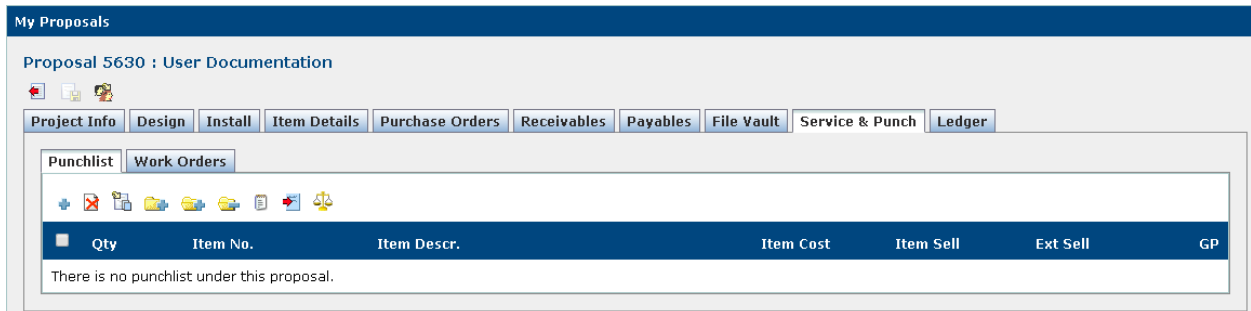 My Proposals
Proposal 5630 : User Documentation
Project Info Design Install Item Details Purchase Orders Receivables Payables File Vault Service & Punch Ledger
Punchlist Work Orders
Qty Item No. Item Descr. Item Cost Item Sell Ext Sell GP
There is no punchlist under this proposal.